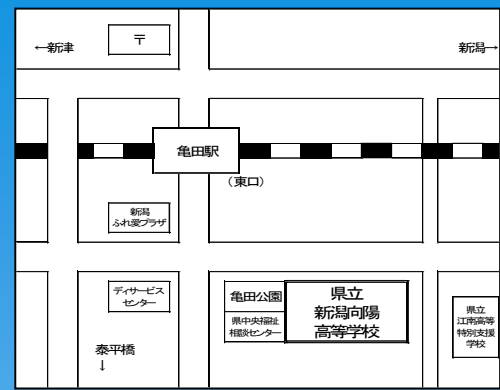 ←新津
〒
新潟→
亀田駅
(東口)
新潟
ふれ愛プラザ
デイサービス
センター
亀田公園
県中央福祉
相談センター
県立
新潟向陽
高等学校
県立
江南高等
特別支援
学校
泰平橋
↓